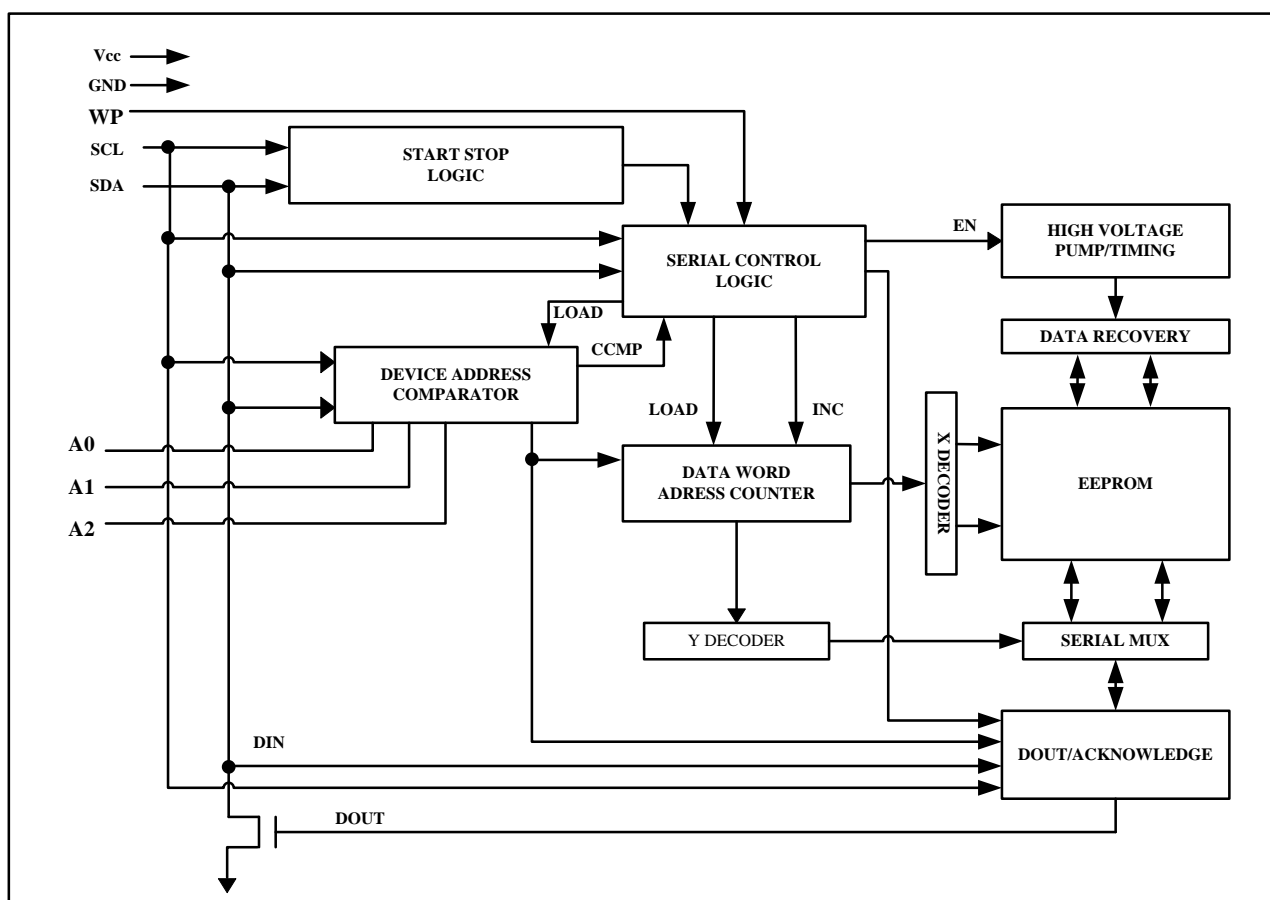 Vcc
GND
WP
SCL
SDA
START STOP
LOGIC
SERIAL CONTROL
LOGIC
EN
HIGH VOLTAGE
PUMP/TIMING
LOAD
CCMP
DATA RECOVERY
DEVICE ADDRESS
COMPARATOR
LOAD
INC
A0
A1
A2
DATA WORD
ADRESS COUNTER
X DECODER
EEPROM
Y DECODER
SERIAL MUX
DIN
DOUT/ACKNOWLEDGE
DOUT